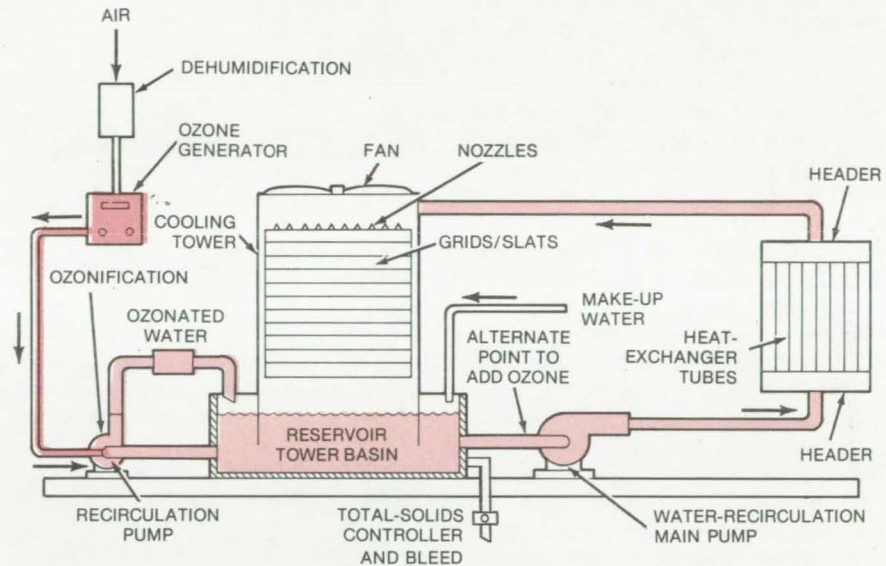 AIR
DEHUMIDIFICATION
OZONE
GENERATOR
FAN
NOZZLES
HEADER
COOLING
TOWER
GRIDS/SLATS
OZONIFICATION
OZONATED
WATER
MAKE-UP
WATER
ALTERNATE
POINT TO
ADD OZONE
HEAT-
EXCHANGER
TUBES
RESERVOIR
TOWER BASIN
HEADER
RECIRCULATION
PUMP
TOTAL-SOLIDS
CONTROLLER
AND BLEED
WATER-RECIRCULATION
MAIN PUMP